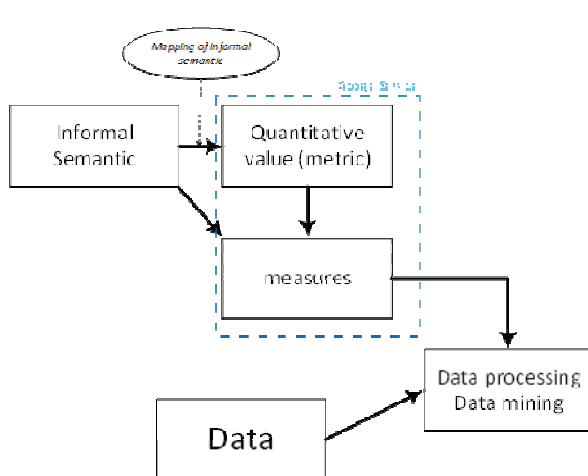 Mapping of informal
semantic
Informal
Semantic
Quantitative
value (metric)
measures
Data processing
Data mining
Data